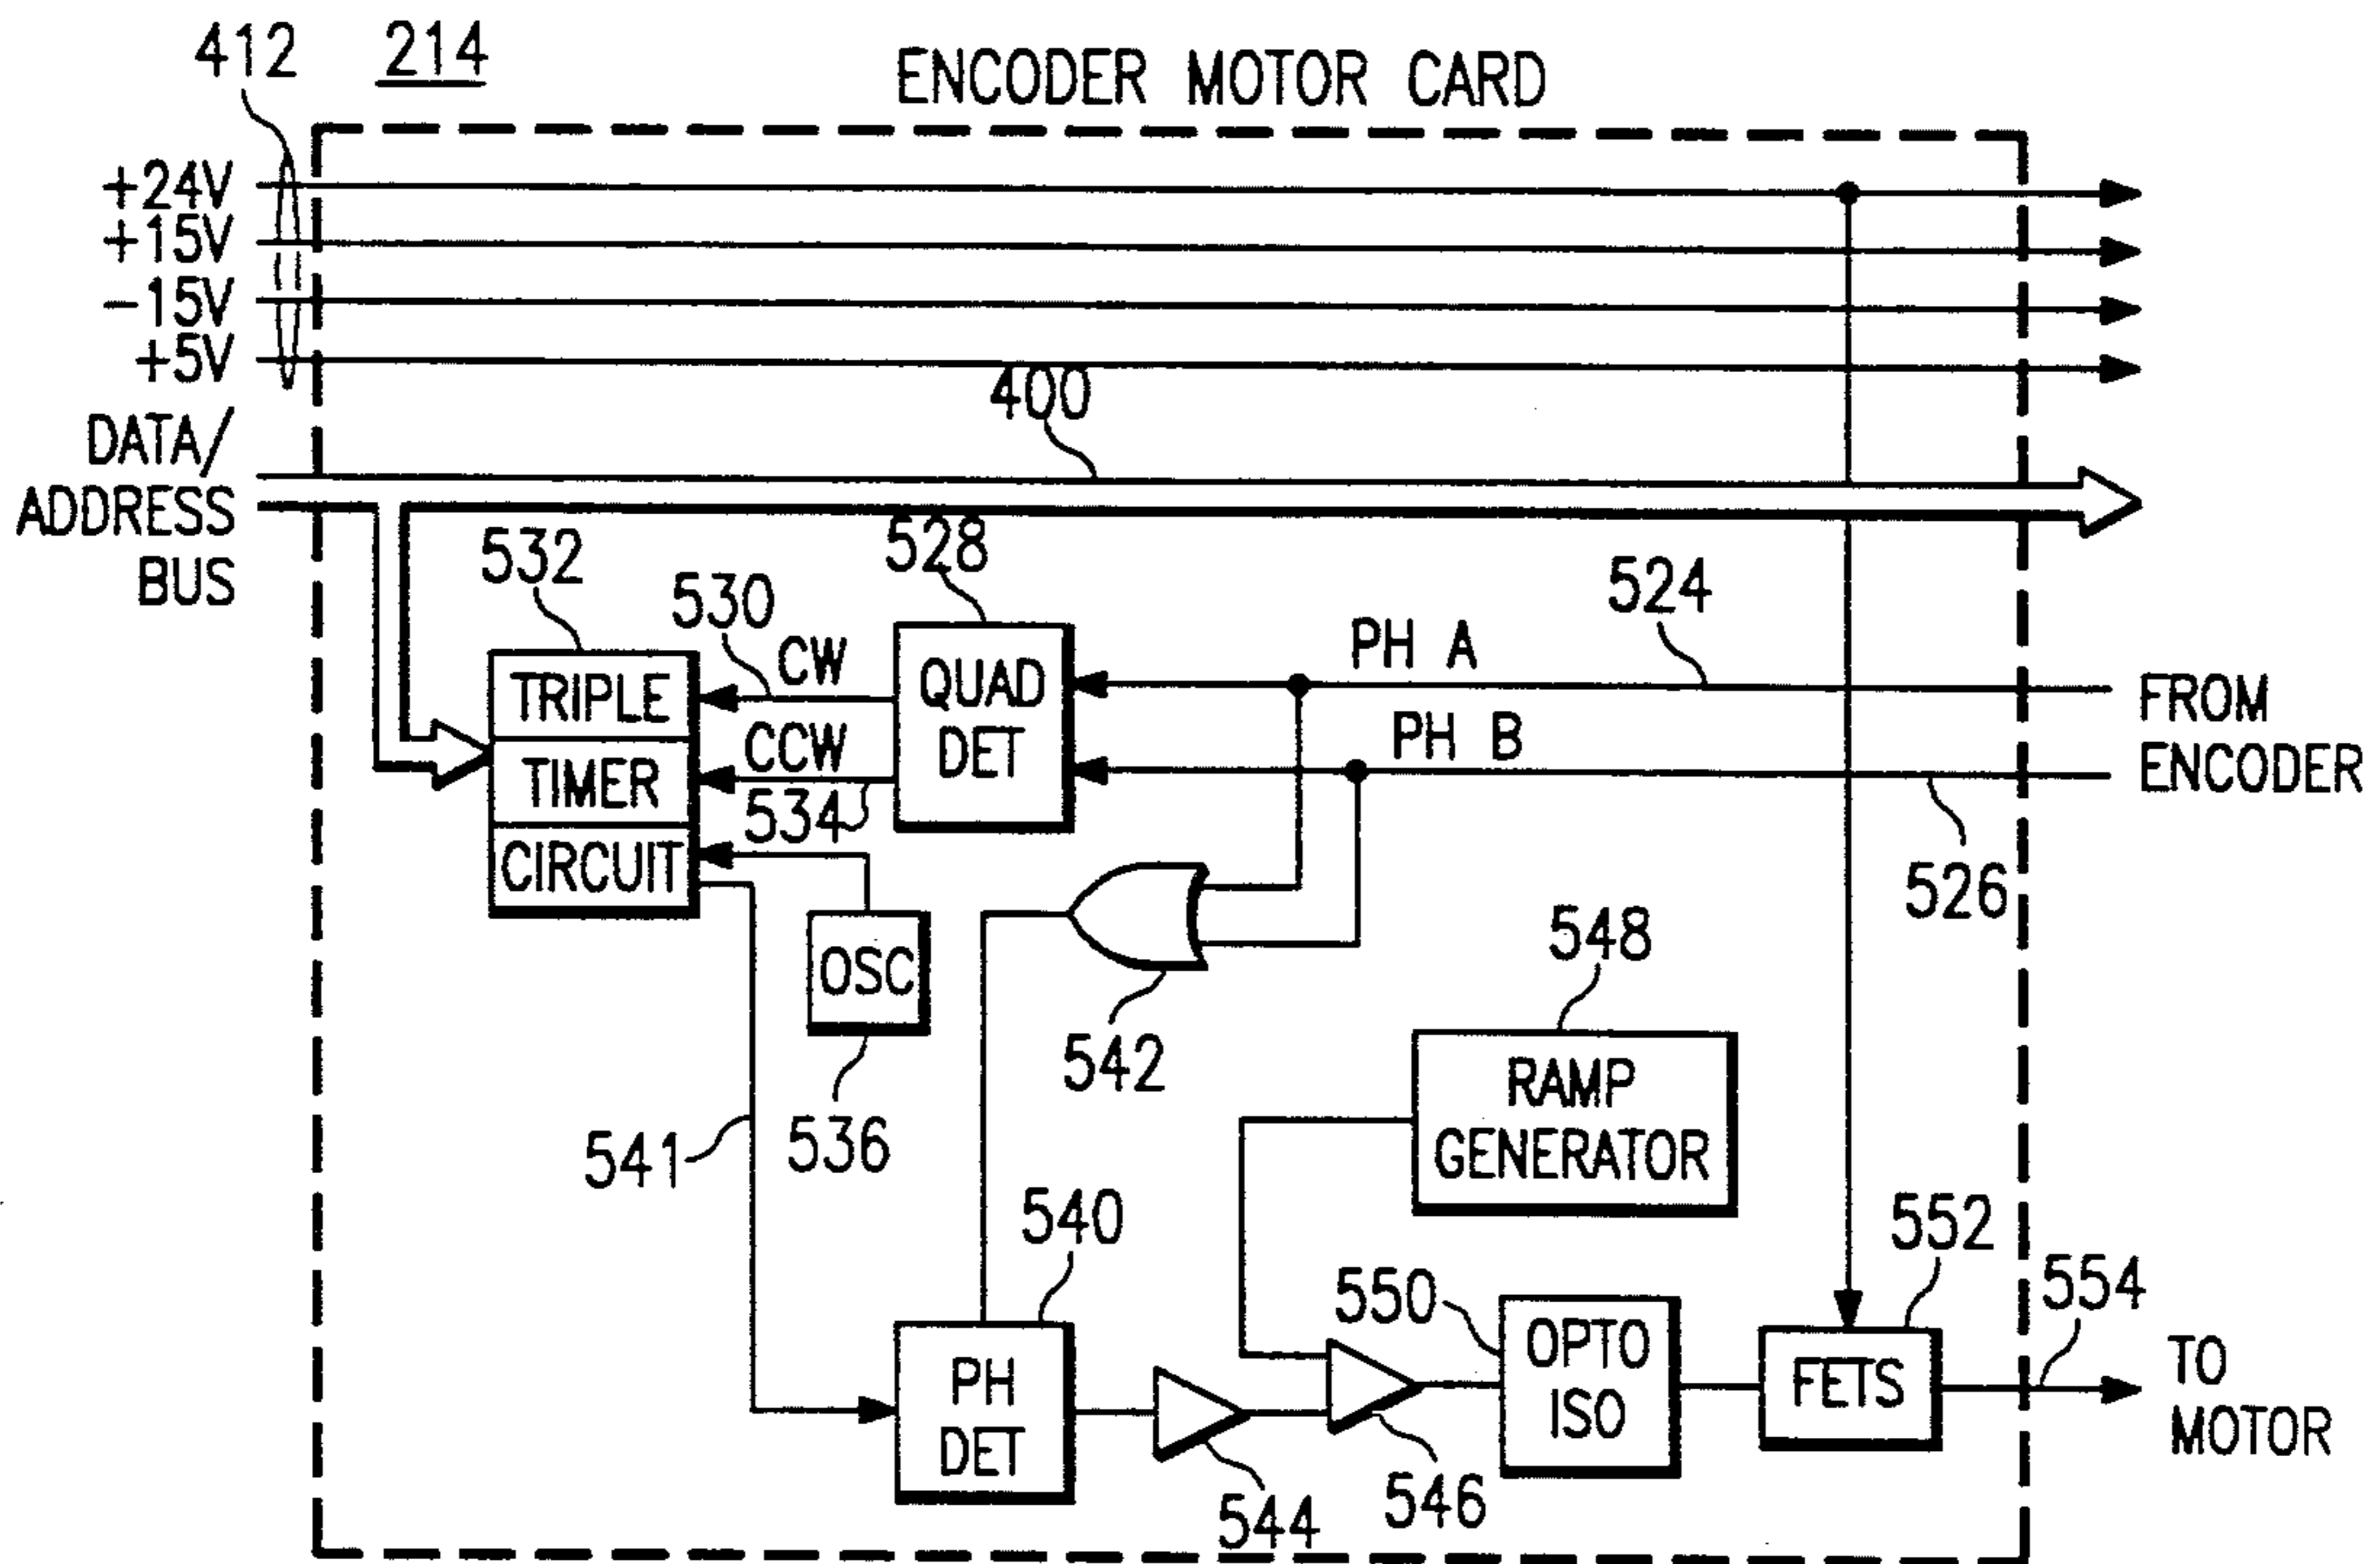 412
214
ENCODER MOTOR CARD
+24V
+15V
-15V
+5V
400
DATA/
ADDRESS
BUS
532
530
528
524
CW
CCW
534
TRIPLE
TIMER
CIRCUIT
QUAD
DET
PH A
PH B
FROM
ENCODER
526
OSC
536
542
548
RAMP
GENERATOR
541
540
550
552
554
PH
DET
544
546
OPTO
ISO
FETS
TO
MOTOR